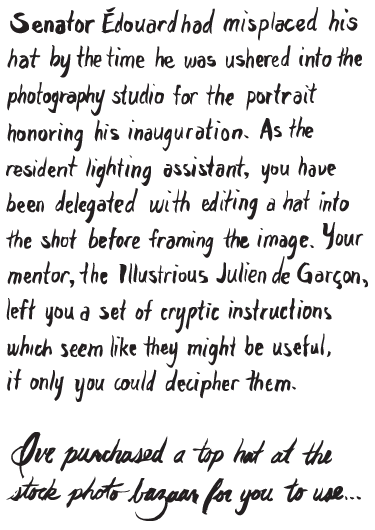 Senator Édouard had misplaced his
hat by the time he was ushered into the
photography studio for the portrait
honoring his inauguration. As the
resident lighting assistant, you have
been delegated with editing a hat into
the shot before framing the image. Your
mentor, the Illustrious Julien de Garçon,
left you a set of cryptic instructions
which seem like they might be useful,
if only you could decipher them.
I've purchased a top hat at the
stock photo bazaar for you to use...